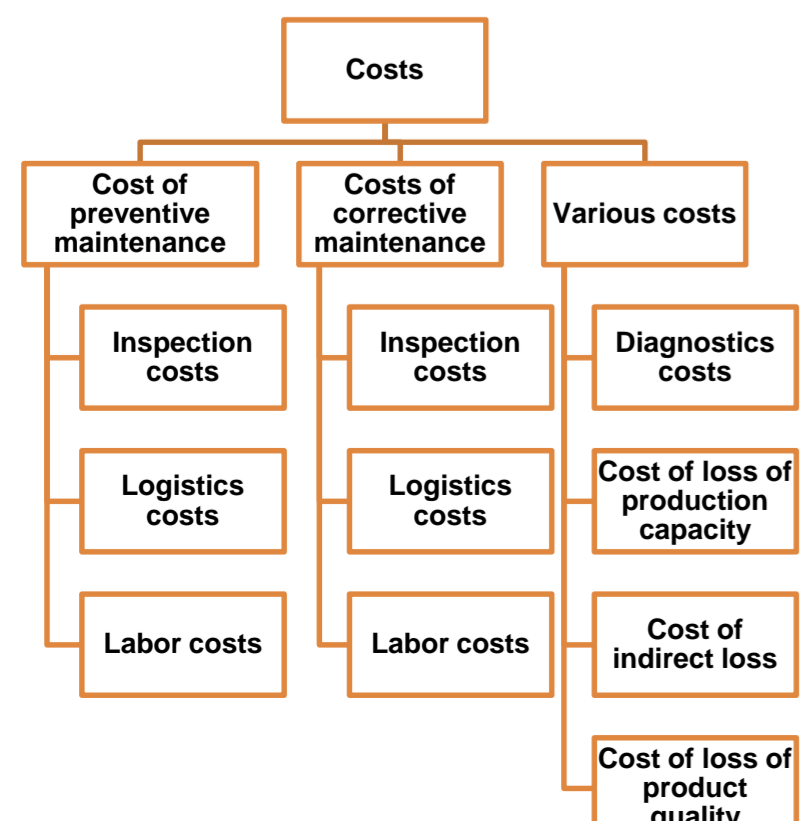 Costs
Cost of
preventive
maintenance
Costs of
corrective
maintenance
Various costs
Inspection
costs
Inspection
costs
Diagnostics
costs
Logistics
costs
Logistics
costs
Cost of loss of
production
capacity
Labor costs
Labor costs
Cost of
indirect loss
Cost of loss of
product
quality